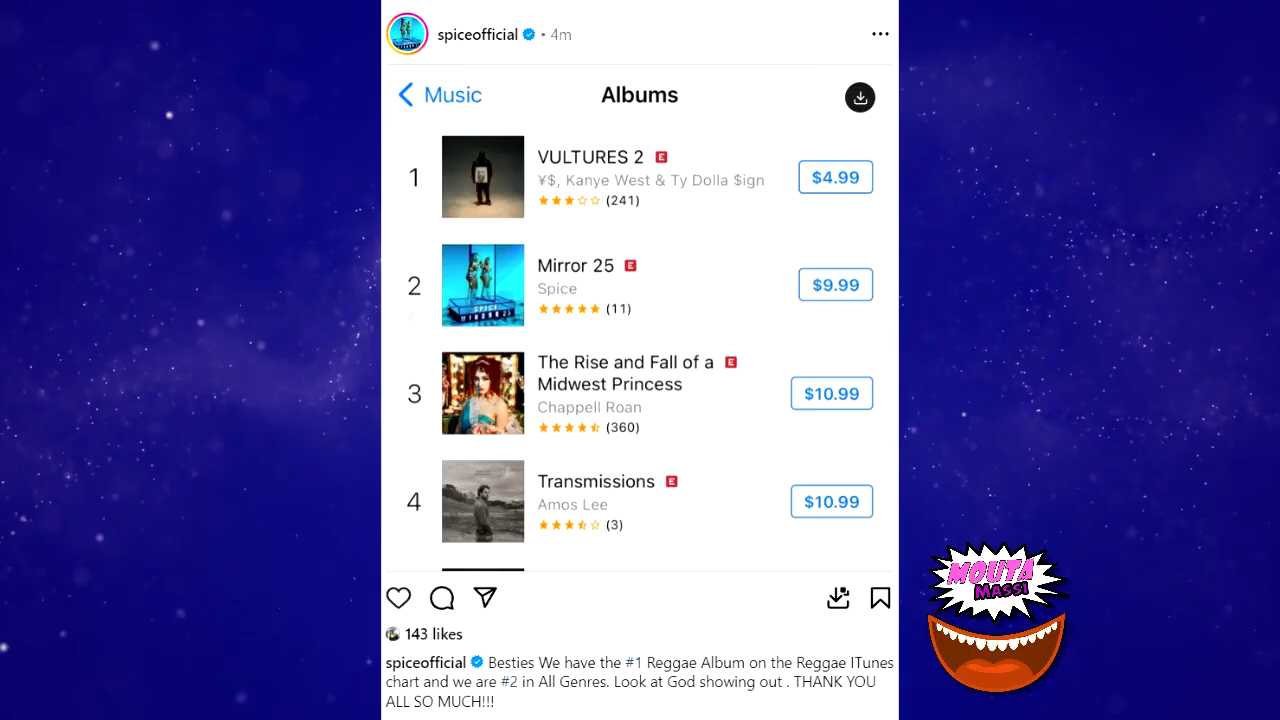 spiceofficial • 4m
Music
Albums
1
VULTURES 2 E
¥$, Kanye West & Ty Dolla $ign
(241)
$4.99
2
Mirror 25 E
Spice
(11)
$9.99
SPICE
MIRROR 25
3
The Rise and Fall of a E
Midwest Princess
Chappell Roan
(360)
$10.99
4
Transmissions E
Amos Lee
(3)
$10.99
143 likes
spiceofficial Besties We have the #1 Reggae Album on the Reggae ITunes
chart and we are #2 in All Genres. Look at God showing out . THANK YOU
ALL SO MUCH!!!
MOUTA
MASSI